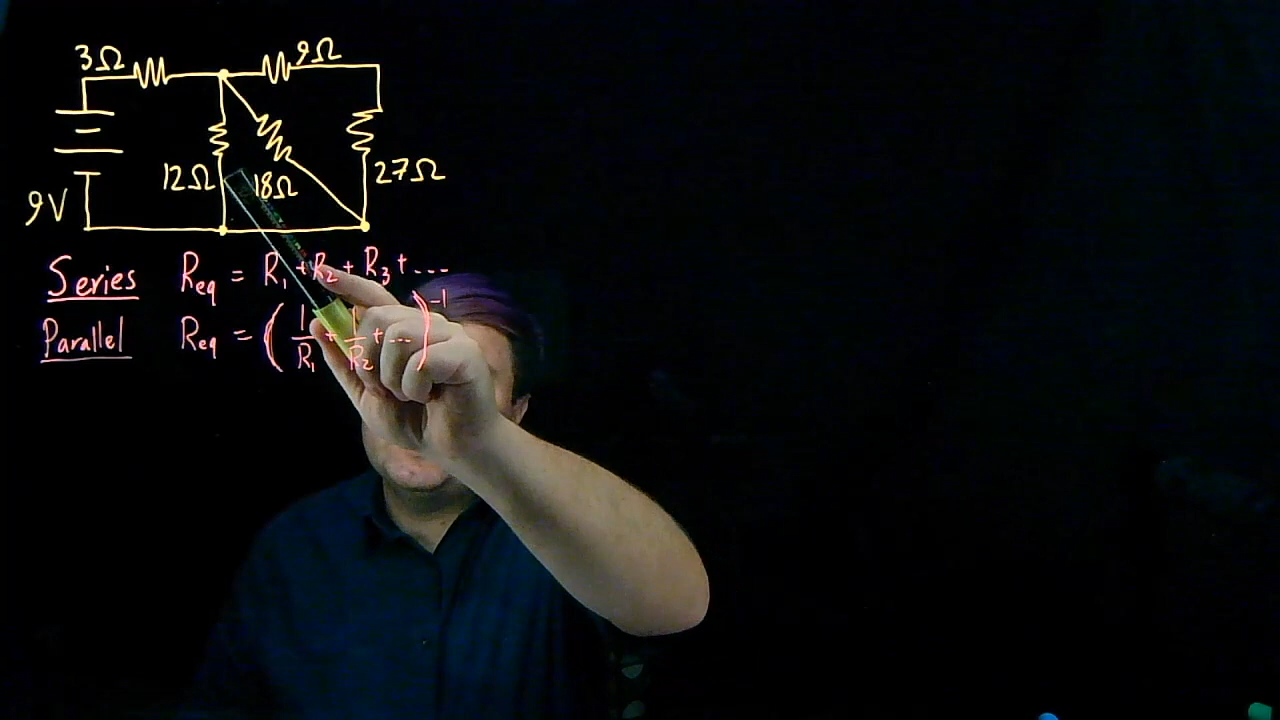 3Ω 9Ω
12Ω 18Ω 27Ω
9V
Series Req = R1 + R2 + R3 + ...
Parallel Req = (1/R1 + 1/R2 + ...)^-1